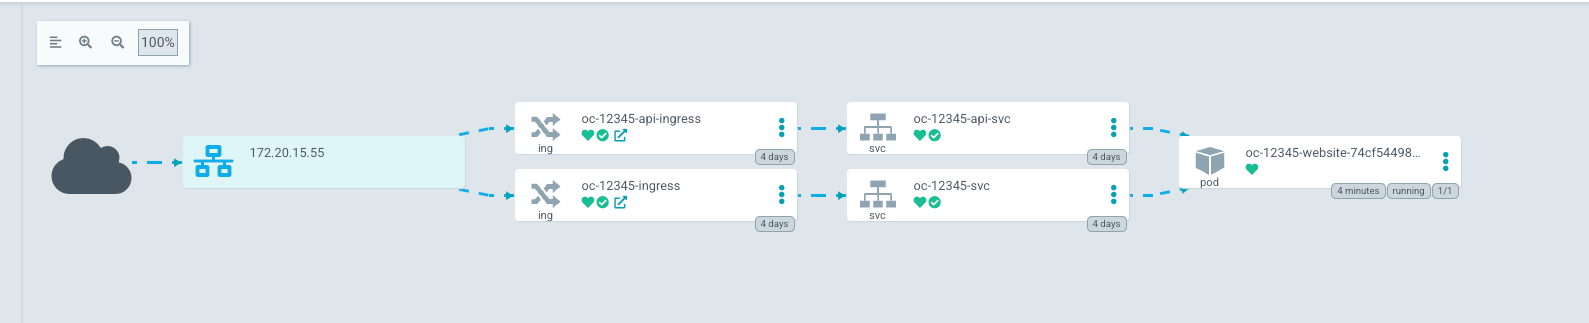 100%
172.20.15.55
oc-12345-api-ingress
ing
4 days
oc-12345-api-svc
svc
4 days
oc-12345-ingress
ing
4 days
oc-12345-svc
svc
4 days
oc-12345-website-74cf54498...
pod
4 minutes running 1/1